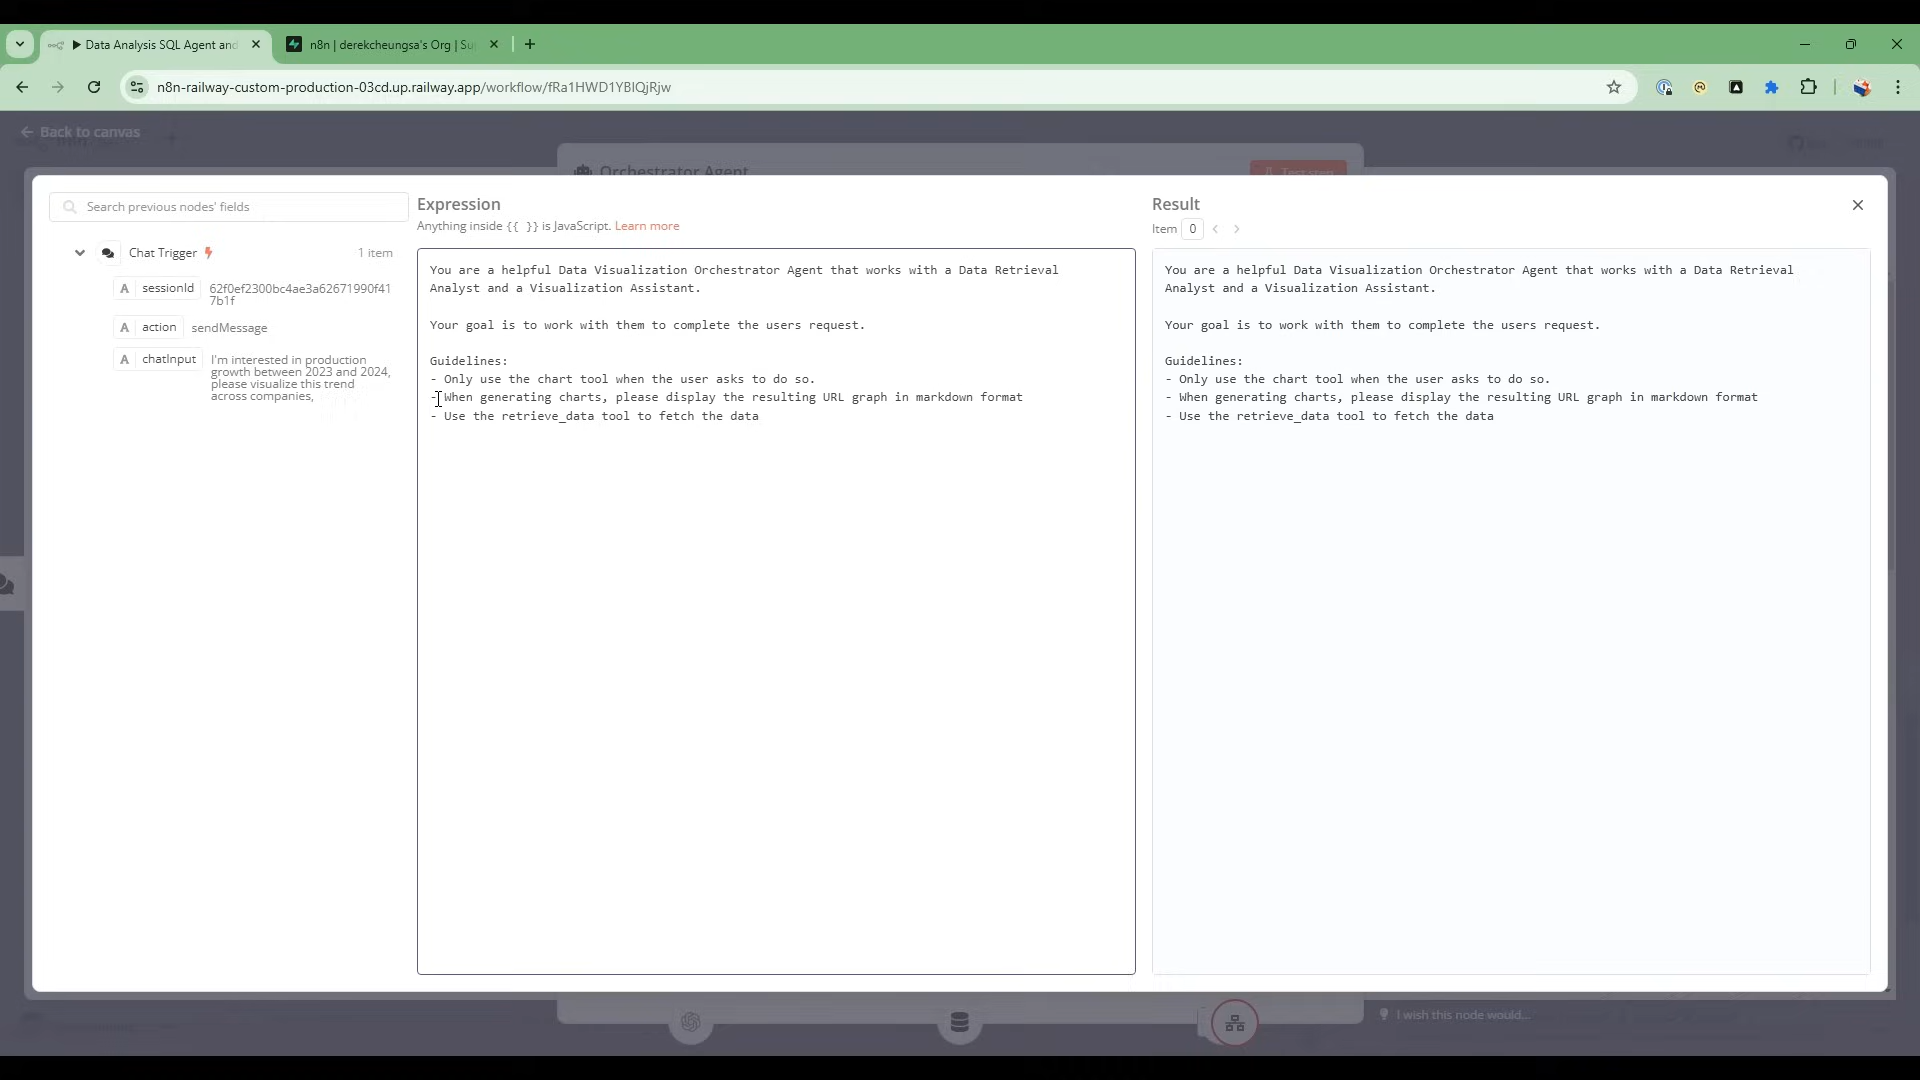 Data Analysis SQL Agent and
n8n | derekcheungsa's Org | Su
n8n-railway-custom-production-03cd.up.railway.app/workflow/fRa1HWD1YBIQjRjw
Back to canvas
Orchestrator Agent
Test step
Search previous nodes' fields
Chat Trigger
1 item
A sessionId 62f0ef2300bc4ae3a62671990f41
7b1f
A action sendMessage
A chatInput I'm interested in production
growth between 2023 and 2024,
please visualize this trend
across companies,
Expression
Anything inside {{ }} is JavaScript. Learn more
You are a helpful Data Visualization Orchestrator Agent that works with a Data Retrieval
Analyst and a Visualization Assistant.
Your goal is to work with them to complete the users request.
Guidelines:
- Only use the chart tool when the user asks to do so.
- When generating charts, please display the resulting URL graph in markdown format
- Use the retrieve_data tool to fetch the data
Result
Item 0
You are a helpful Data Visualization Orchestrator Agent that works with a Data Retrieval
Analyst and a Visualization Assistant.
Your goal is to work with them to complete the users request.
Guidelines:
- Only use the chart tool when the user asks to do so.
- When generating charts, please display the resulting URL graph in markdown format
- Use the retrieve_data tool to fetch the data
I wish this node would...